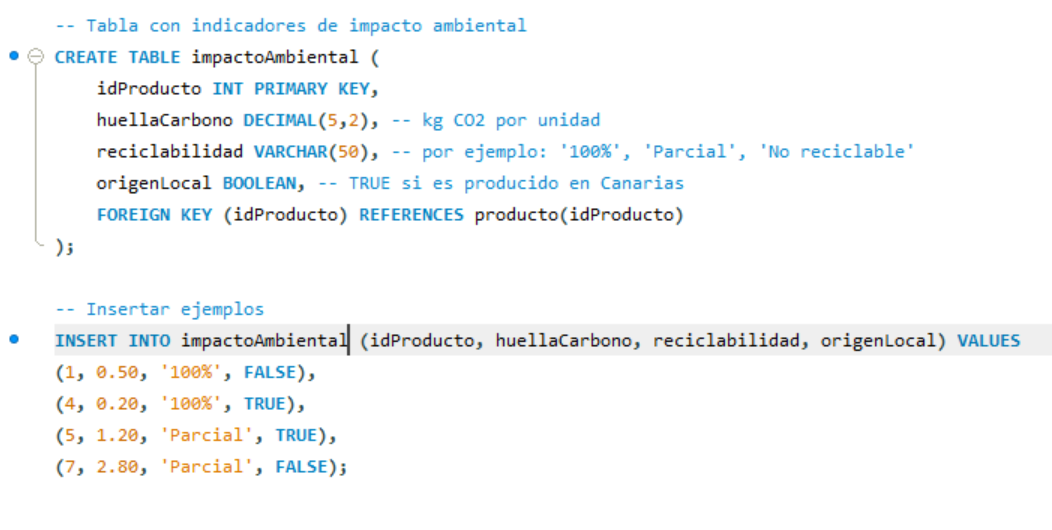 -- Tabla con indicadores de impacto ambiental
CREATE TABLE impactoAmbiental (
idProducto INT PRIMARY KEY,
huellaCarbono DECIMAL(5,2), -- kg CO2 por unidad
reciclabilidad VARCHAR(50), -- por ejemplo: '100%', 'Parcial', 'No reciclable'
origenLocal BOOLEAN, -- TRUE si es producido en Canarias
FOREIGN KEY (idProducto) REFERENCES producto(idProducto)
);
-- Insertar ejemplos
INSERT INTO impactoAmbiental (idProducto, huellaCarbono, reciclabilidad, origenLocal) VALUES
(1, 0.50, '100%', FALSE),
(4, 0.20, '100%', TRUE),
(5, 1.20, 'Parcial', TRUE),
(7, 2.80, 'Parcial', FALSE);